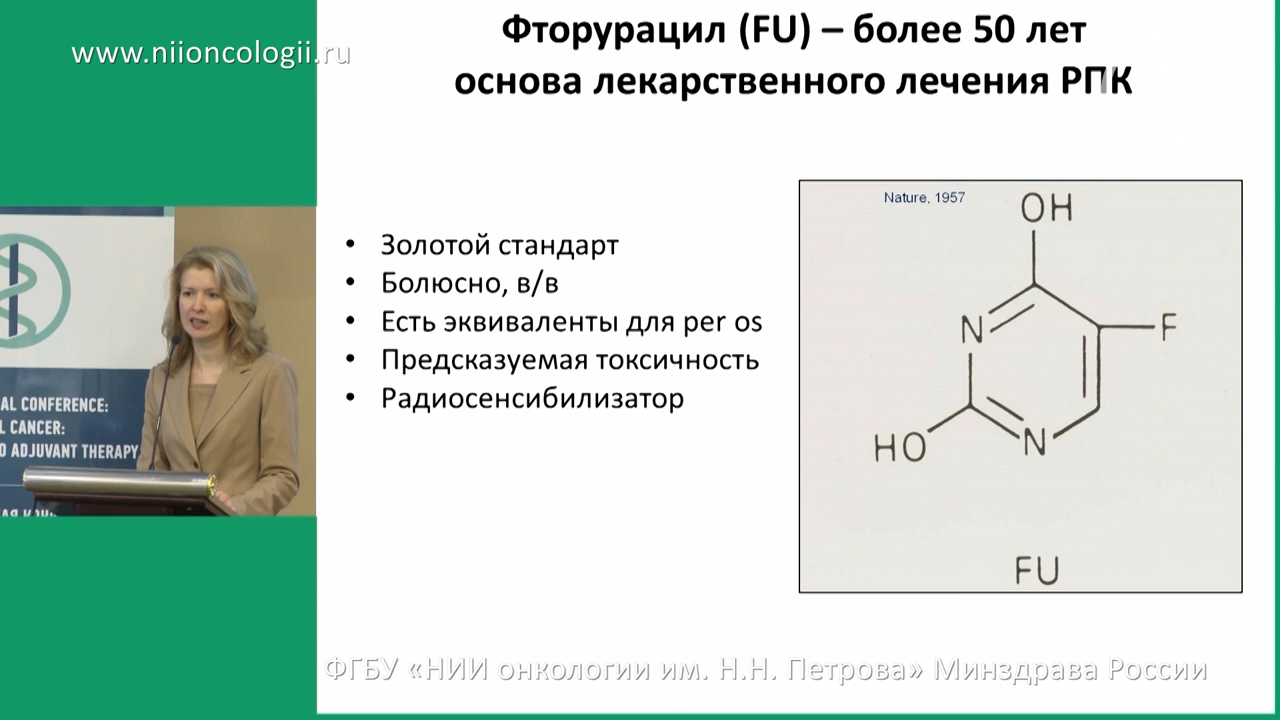 www.niioncologii.ru
Фторурацил (FU) – более 50 лет
основа лекарственного лечения РПК
• Золотой стандарт
• Болюсно, в/в
• Есть эквиваленты для per os
• Предсказуемая токсичность
• Радиосенсибилизатор
Nature, 1957
OH
N
F
HO
N
FU
AL CONFERENCE:
L CANCER:
O ADJUVANT THERAPY
ФГБУ «НИИ онкологии им. Н.Н. Петрова» Минздрава России